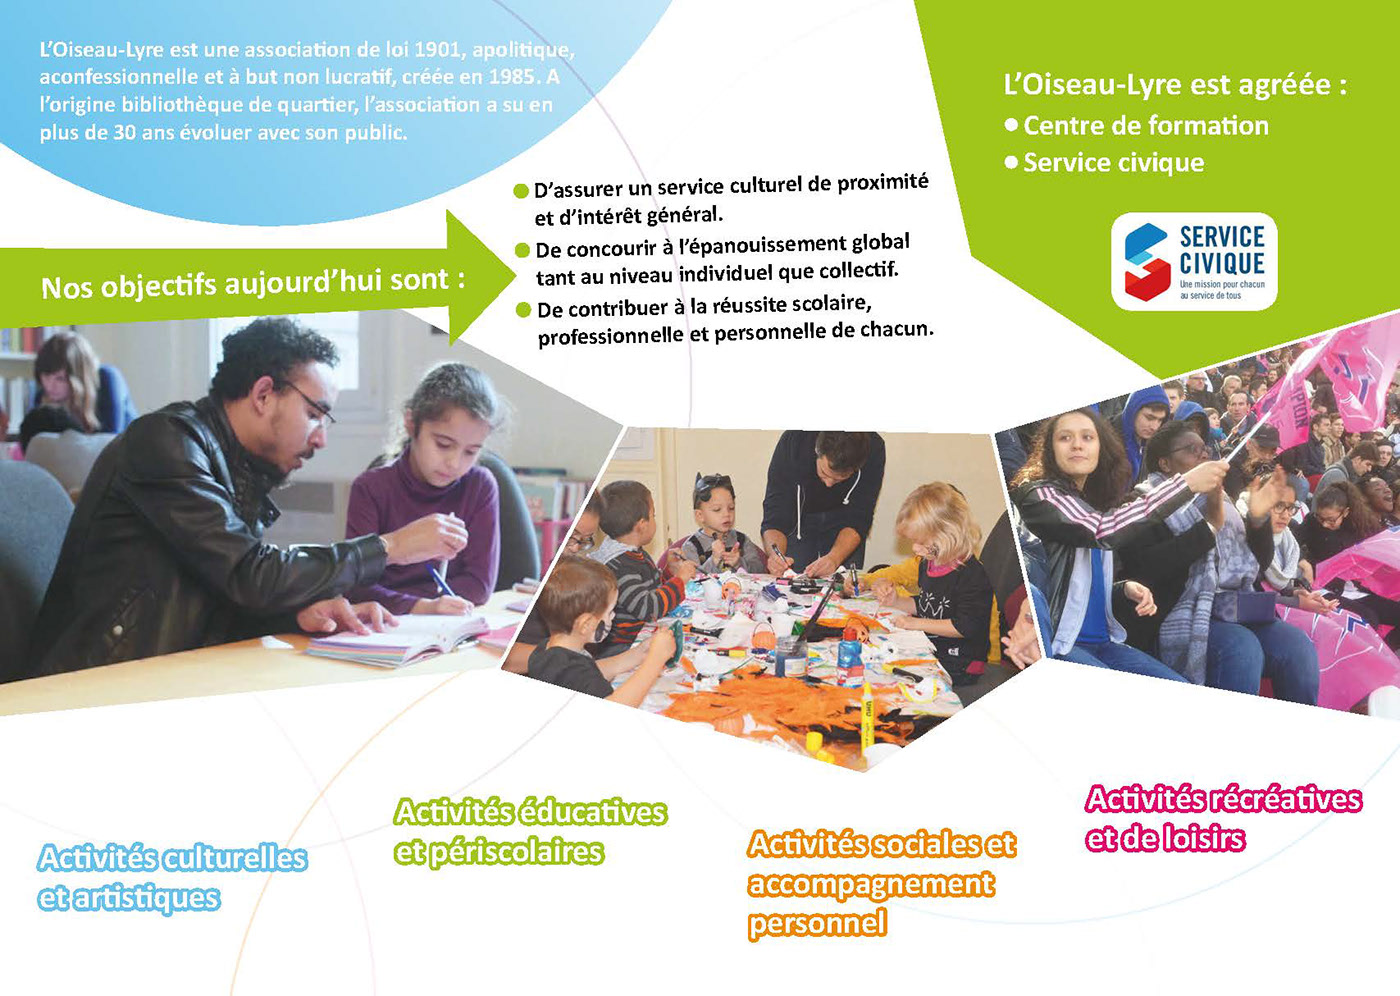 L'Oiseau-Lyre est une association de loi 1901, apolitique,
aconfessionnelle et à but non lucratif, créée en 1985. A
l'origine bibliothèque de quartier, l'association a su en
plus de 30 ans évoluer avec son public.
Nos objectifs aujourd'hui sont :
● D'assurer un service culturel de proximité
et d'intérêt général.
● De concourir à l'épanouissement global
tant au niveau individuel que collectif.
● De contribuer à la réussite scolaire,
professionnelle et personnelle de chacun.
L'Oiseau-Lyre est agréée :
● Centre de formation
● Service civique
SERVICE
CIVIQUE
Une mission pour chacun
au service de tous
PION
Activités culturelles
et artistiques
Activités éducatives
et périscolaires
Activités sociales et
accompagnement
personnel
Activités récréatives
et de loisirs